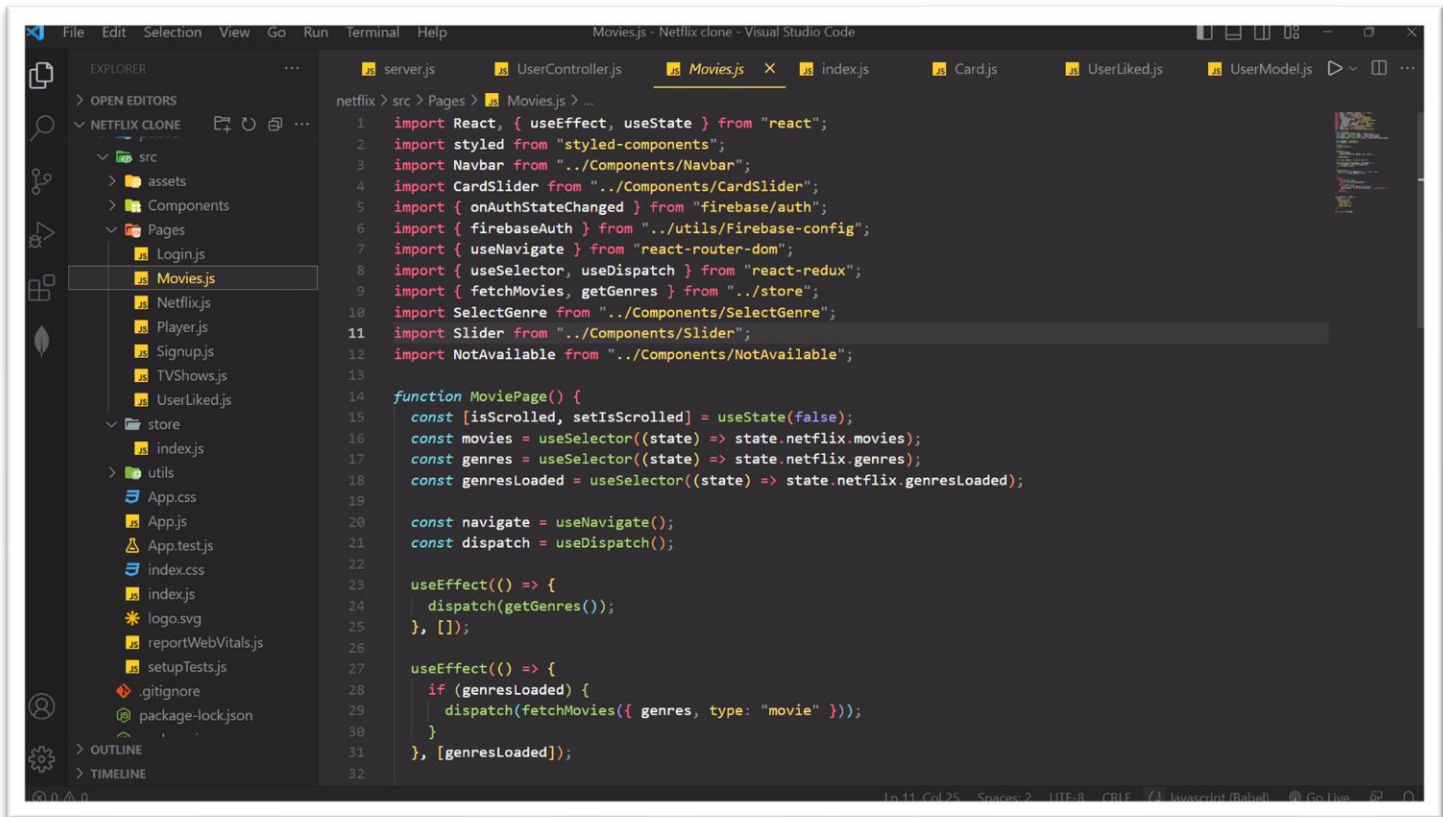 File Edit Selection View Go Run Terminal Help Movies.js - Netflix clone - Visual Studio Code
EXPLORER
server.js UserController.js Movies.js index.js Card.js UserLiked.js UserModel.js
OPEN EDITORS
netflix > src > Pages > Movies.js > ...
NETFLIX CLONE
src
assets
Components
Pages
Login.js
Movies.js
Netflix.js
Player.js
Signup.js
TVShows.js
UserLiked.js
store
index.js
utils
App.css
App.js
App.test.js
index.css
index.js
logo.svg
reportWebVitals.js
setupTests.js
.gitignore
package-lock.json
OUTLINE
TIMELINE
1 import React, { useEffect, useState } from "react";
2 import styled from "styled-components";
3 import Navbar from "../Components/Navbar";
4 import CardSlider from "../Components/CardSlider";
5 import { onAuthStateChanged } from "firebase/auth";
6 import { firebaseAuth } from "../utils/Firebase-config";
7 import { useNavigate } from "react-router-dom";
8 import { useSelector, useDispatch } from "react-redux";
9 import { fetchMovies, getGenres } from "../store";
10 import SelectGenre from "../Components/SelectGenre";
11 import Slider from "../Components/Slider";
12 import NotAvailable from "../Components/NotAvailable";
13
14 function MoviePage() {
15 const [isScrolled, setIsScrolled] = useState(false);
16 const movies = useSelector((state) => state.netflix.movies);
17 const genres = useSelector((state) => state.netflix.genres);
18 const genresLoaded = useSelector((state) => state.netflix.genresLoaded);
19
20 const navigate = useNavigate();
21 const dispatch = useDispatch();
22
23 useEffect(() => {
24 dispatch(getGenres());
25 }, []);
26
27 useEffect(() => {
28 if (genresLoaded) {
29 dispatch(fetchMovies({ genres, type: "movie" }));
30 }
31 }, [genresLoaded]);
32
0 0 Ln 11, Col 25 Spaces: 2 UTF-8 CRLF Javascript (Babel) Go Live